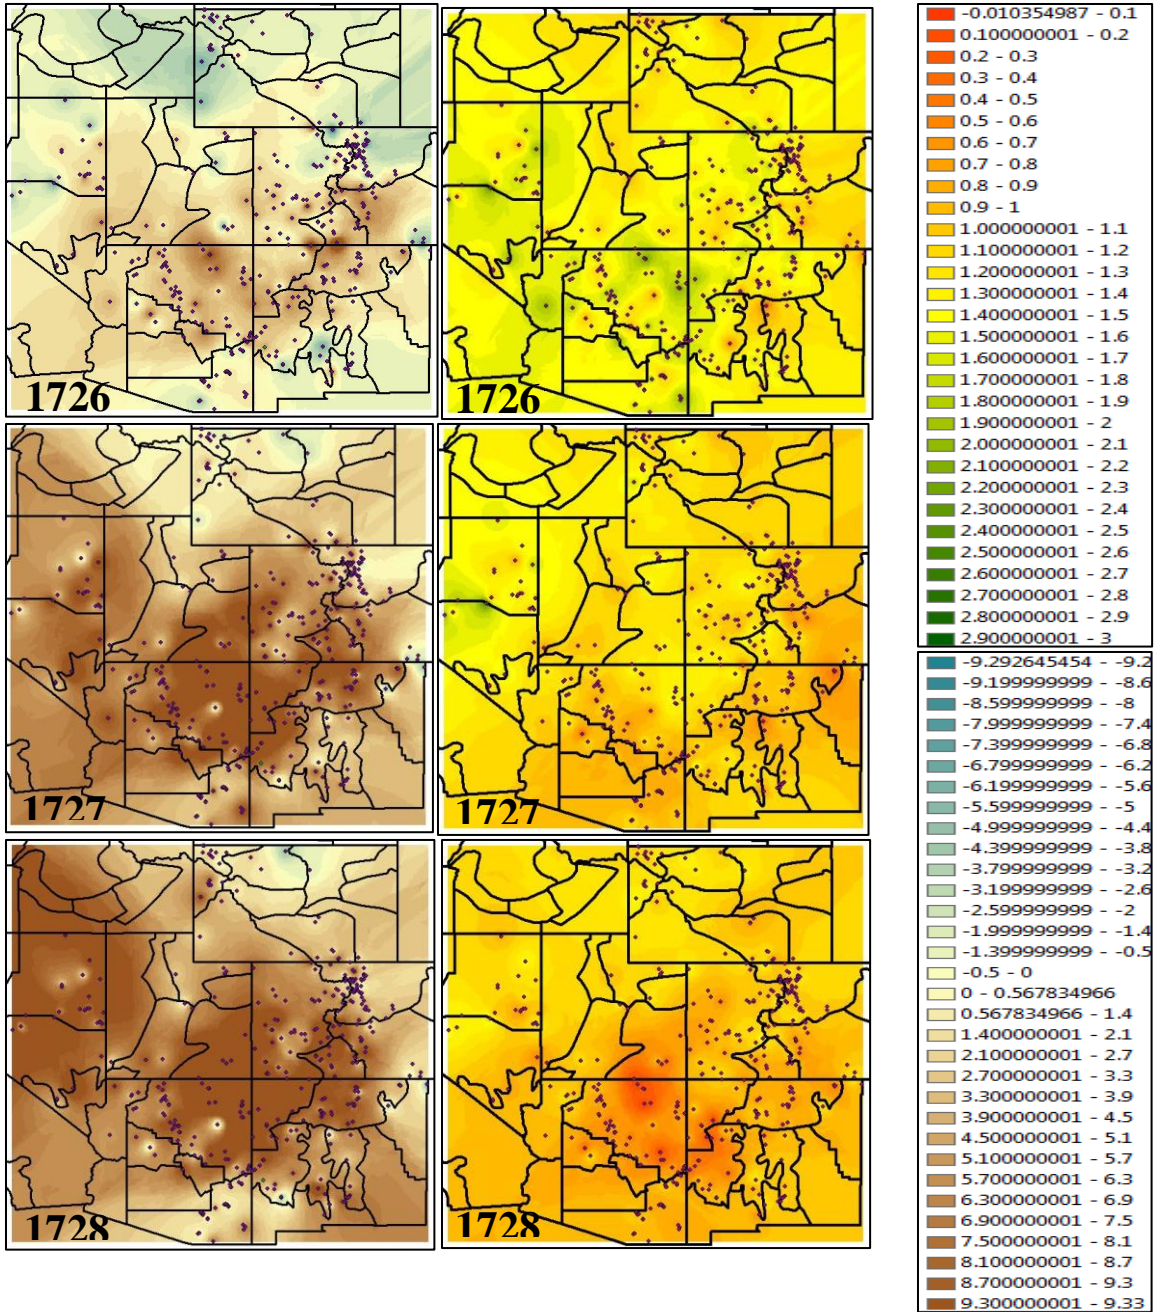 1726
1726
1727
1727
1728
1728
-0.010354987 - 0.1
0.100000001 - 0.2
0.2 - 0.3
0.3 - 0.4
0.4 - 0.5
0.5 - 0.6
0.6 - 0.7
0.7 - 0.8
0.8 - 0.9
0.9 - 1
1.000000001 - 1.1
1.100000001 - 1.2
1.200000001 - 1.3
1.300000001 - 1.4
1.400000001 - 1.5
1.500000001 - 1.6
1.600000001 - 1.7
1.700000001 - 1.8
1.800000001 - 1.9
1.900000001 - 2
2.000000001 - 2.1
2.100000001 - 2.2
2.200000001 - 2.3
2.300000001 - 2.4
2.400000001 - 2.5
2.500000001 - 2.6
2.600000001 - 2.7
2.700000001 - 2.8
2.800000001 - 2.9
2.900000001 - 3
-9.292645454 - -9.2
-9.199999999 - -8.6
-8.599999999 - -8
-7.999999999 - -7.4
-7.399999999 - -6.8
-6.799999999 - -6.2
-6.199999999 - -5.6
-5.599999999 - -5
-4.999999999 - -4.4
-4.399999999 - -3.8
-3.799999999 - -3.2
-3.199999999 - -2.6
-2.599999999 - -2
-1.999999999 - -1.4
-1.399999999 - -0.5
-0.5 - 0
0 - 0.567834966
0.567834966 - 1.4
1.400000001 - 2.1
2.100000001 - 2.7
2.700000001 - 3.3
3.300000001 - 3.9
3.900000001 - 4.5
4.500000001 - 5.1
5.100000001 - 5.7
5.700000001 - 6.3
6.300000001 - 6.9
6.900000001 - 7.5
7.500000001 - 8.1
8.100000001 - 8.7
8.700000001 - 9.3
9.300000001 - 9.33